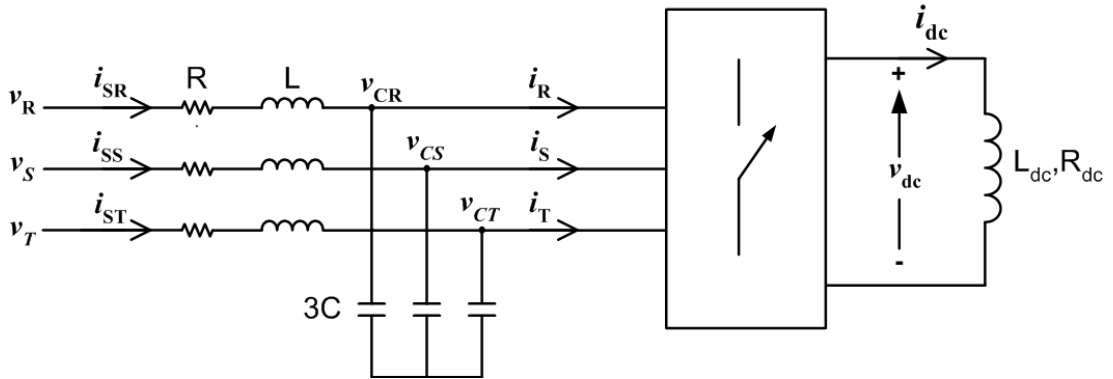 i_dc
i_SR R L v_CR i_R
v_R
+
i_SS v_CS i_S
v_S
v_dc L_dc,R_dc
i_ST v_CT i_T
v_T
-
3C